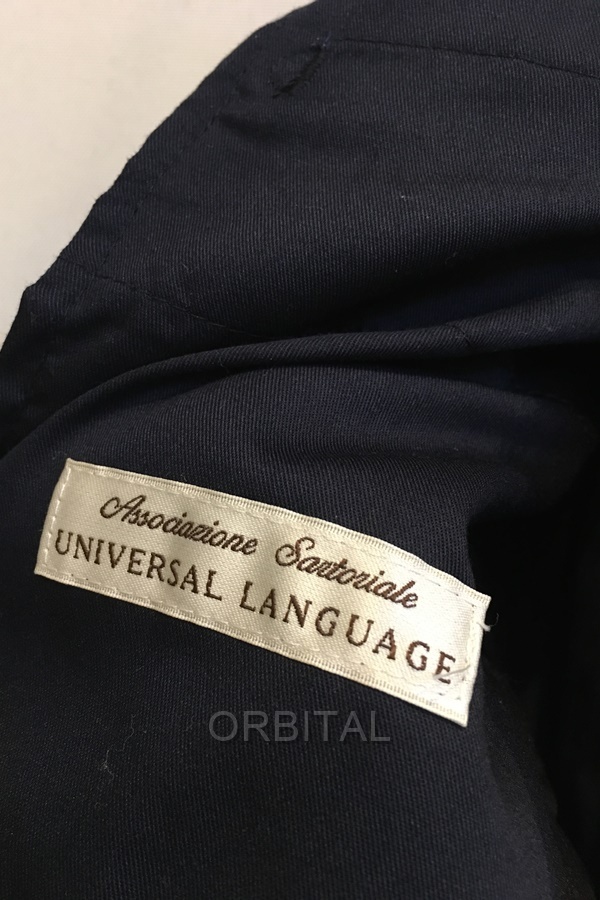 Associazione Sartoriale
UNIVERSAL LANGUAGE
ORBITAL